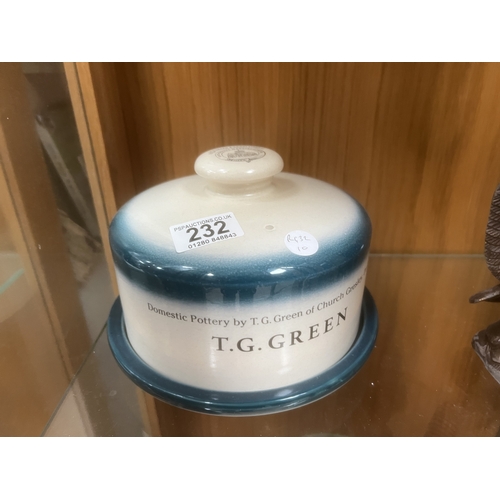 PSPAUCTIONS.CO.UK
232
01280 848843
Domestic Pottery by T. G. Green of Church Gresley
T.G. GREEN